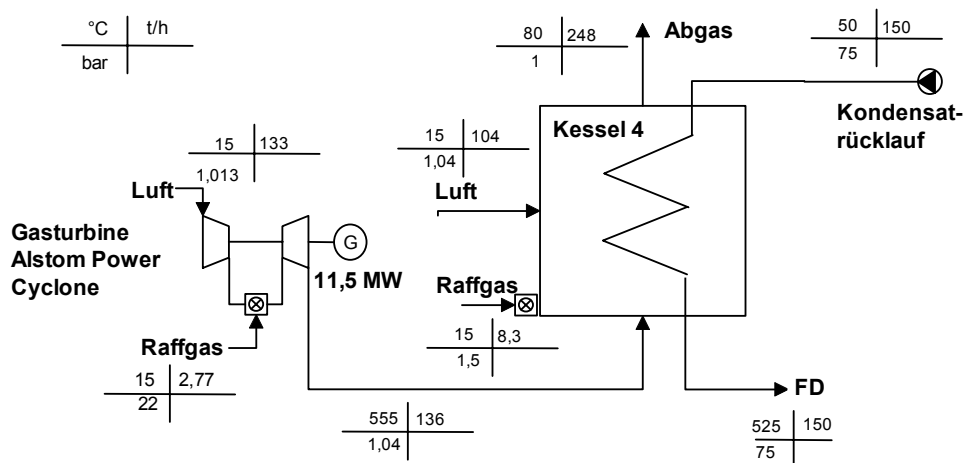 °C t/h
bar
80 248
1
Abgas
50 150
75
Kondensat-
rücklauf
Kessel 4
15 133
1,013
Luft
15 104
1,04
Luft
Gasturbine
Alstom Power
Cyclone
G
11,5 MW
Raffgas
15 8,3
1,5
Raffgas
15 2,77
22
555 136
1,04
FD
525 150
75